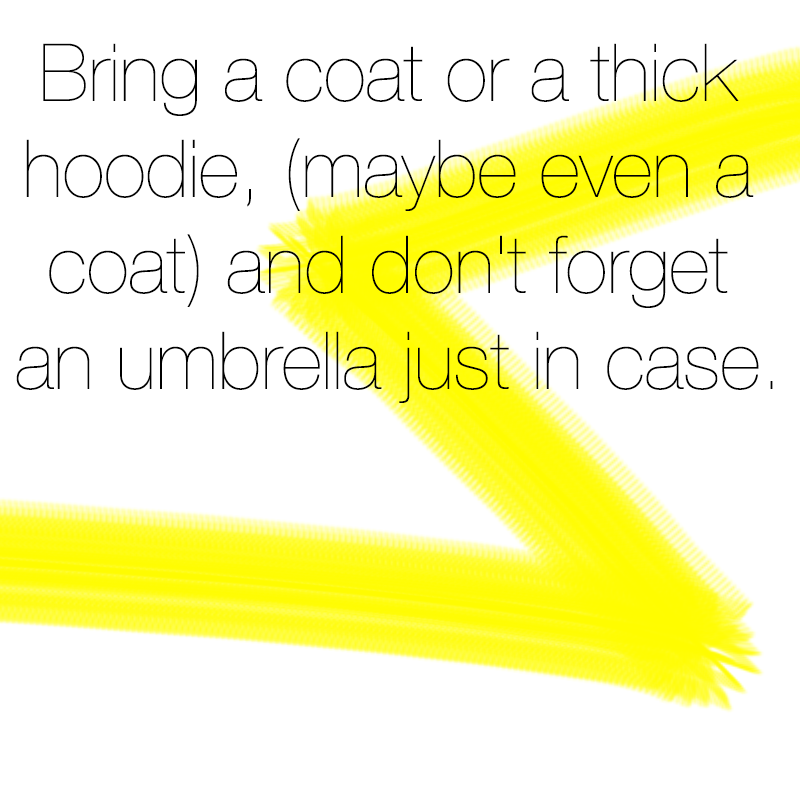 Bring a coat or a thick
hoodie, (maybe even a
coat) and don't forget
an umbrella just in case.